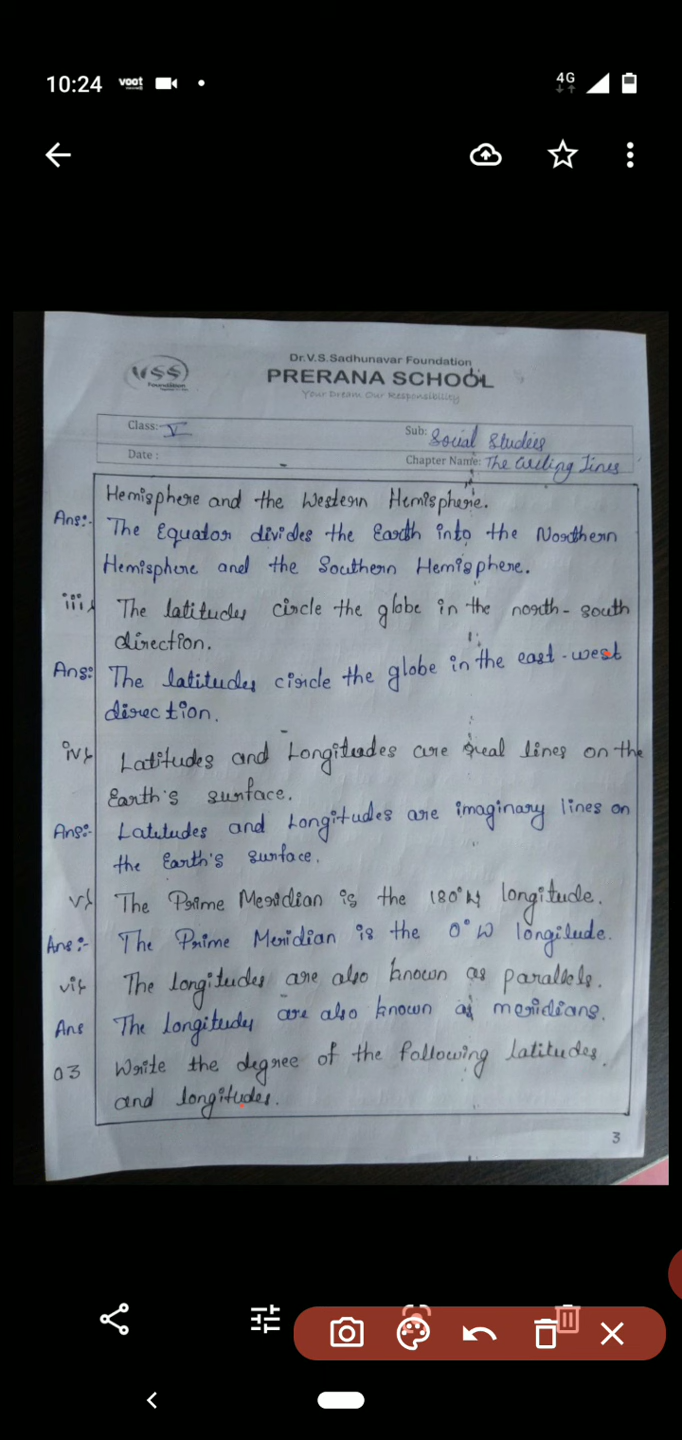 10:24 voot 4G
VSS
Foundation
Dr.V.S.Sadhunavar Foundation
PRERANA SCHOOL
Your Dream Our Responsibility
Class:- V
Sub: Social Studies
Date :
Chapter Name: The Circling Lines
Hemisphere and the Western Hemisphere.
Ans:- The Equator divides the Earth into the Northern
Hemisphere and the Southern Hemisphere.
iii} The latitudes circle the globe in the north - south
direction.
Ans: The latitudes circle the globe in the east - west
direction.
iv} Latitudes and Longitudes are real lines on the
Earth's surface.
Ans:- Latitudes and Longitudes are imaginary lines on
the Earth's surface.
v} The Prime Meridian is the 180° longitude.
Ans:- The Prime Meridian is the 0° W longitude.
vi} The longitudes are also known as parallels.
Ans The longitudes are also known as meridians.
03 Write the degree of the following latitudes.
and longitudes.
3